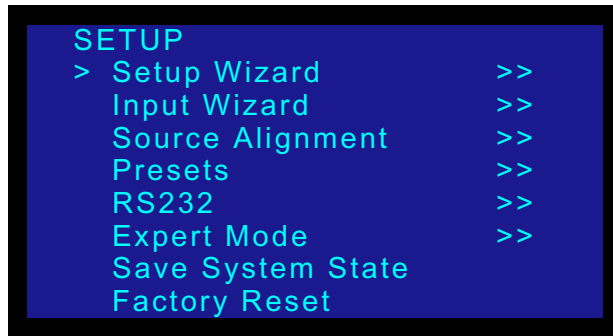 SETUP
> Setup Wizard >>
Input Wizard >>
Source Alignment >>
Presets >>
RS232 >>
Expert Mode >>
Save System State
Factory Reset